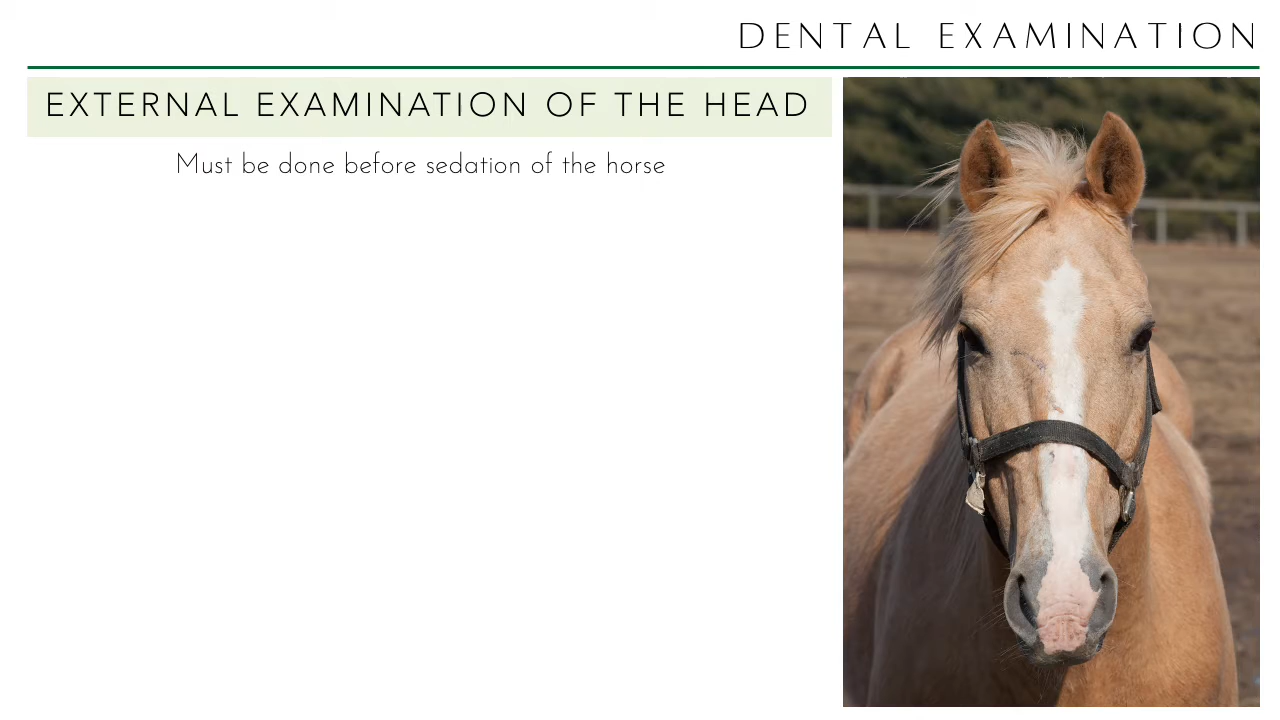 DENTAL EXAMINATION
EXTERNAL EXAMINATION OF THE HEAD
Must be done before sedation of the horse